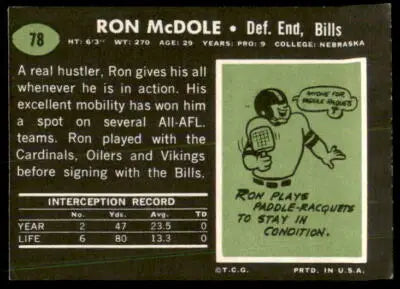 78
RON McDOLE • Def. End, Bills
HT: 6'3" WT: 270 AGE: 29 YEARS: PRO: 9 COLLEGE: NEBRASKA
A real hustler, Ron gives his all
whenever he is in action. His
excellent mobility has won him
a spot on several All-AFL
teams. Ron played with the
Cardinals, Oilers and Vikings
before signing with the Bills.
INTERCEPTION RECORD
No. Yds. Avg. TD
YEAR 2 47 23.5 0
LIFE 6 80 13.3 0
ANYONE FOR
PADDLE RACQUETS?
RON PLAYS
PADDLE-RACQUETS
TO STAY IN
CONDITION.
©T.C.G. PRTD. IN U.S.A.